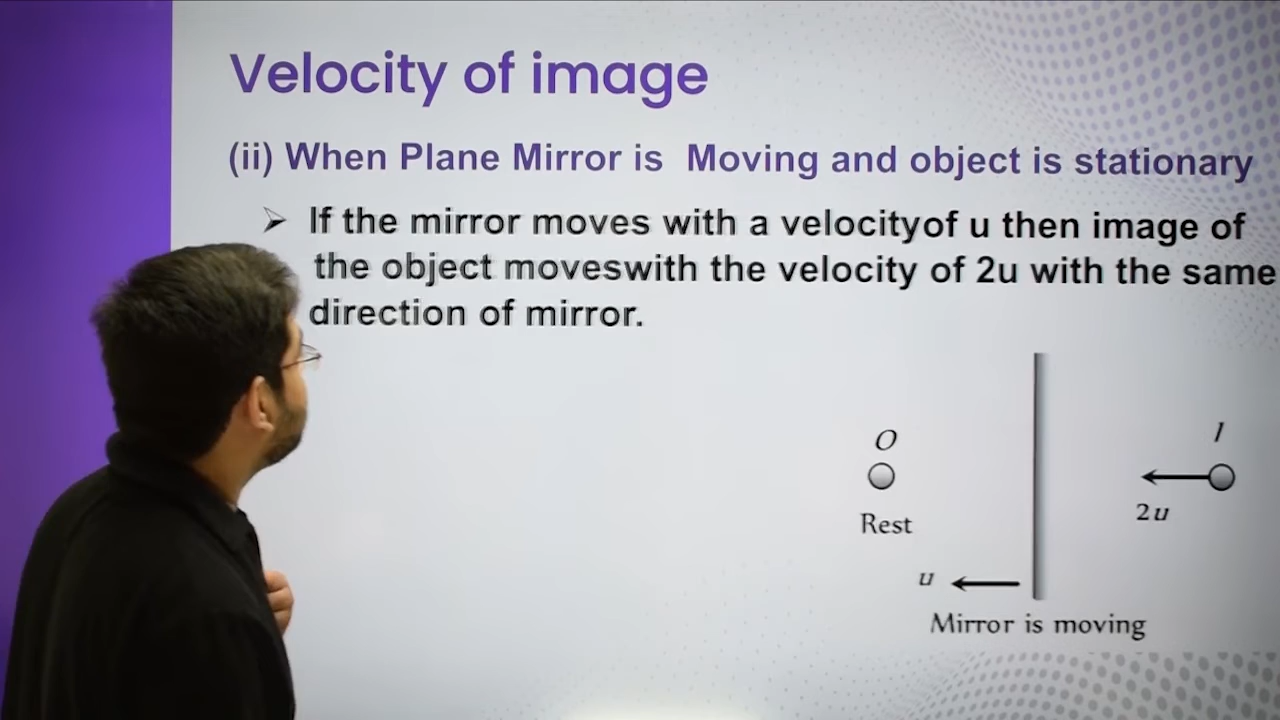 Velocity of image
(ii) When Plane Mirror is Moving and object is stationary
➢ If the mirror moves with a velocityof u then image of
the object moveswith the velocity of 2u with the same
direction of mirror.
O
I
Rest
2u
u
Mirror is moving